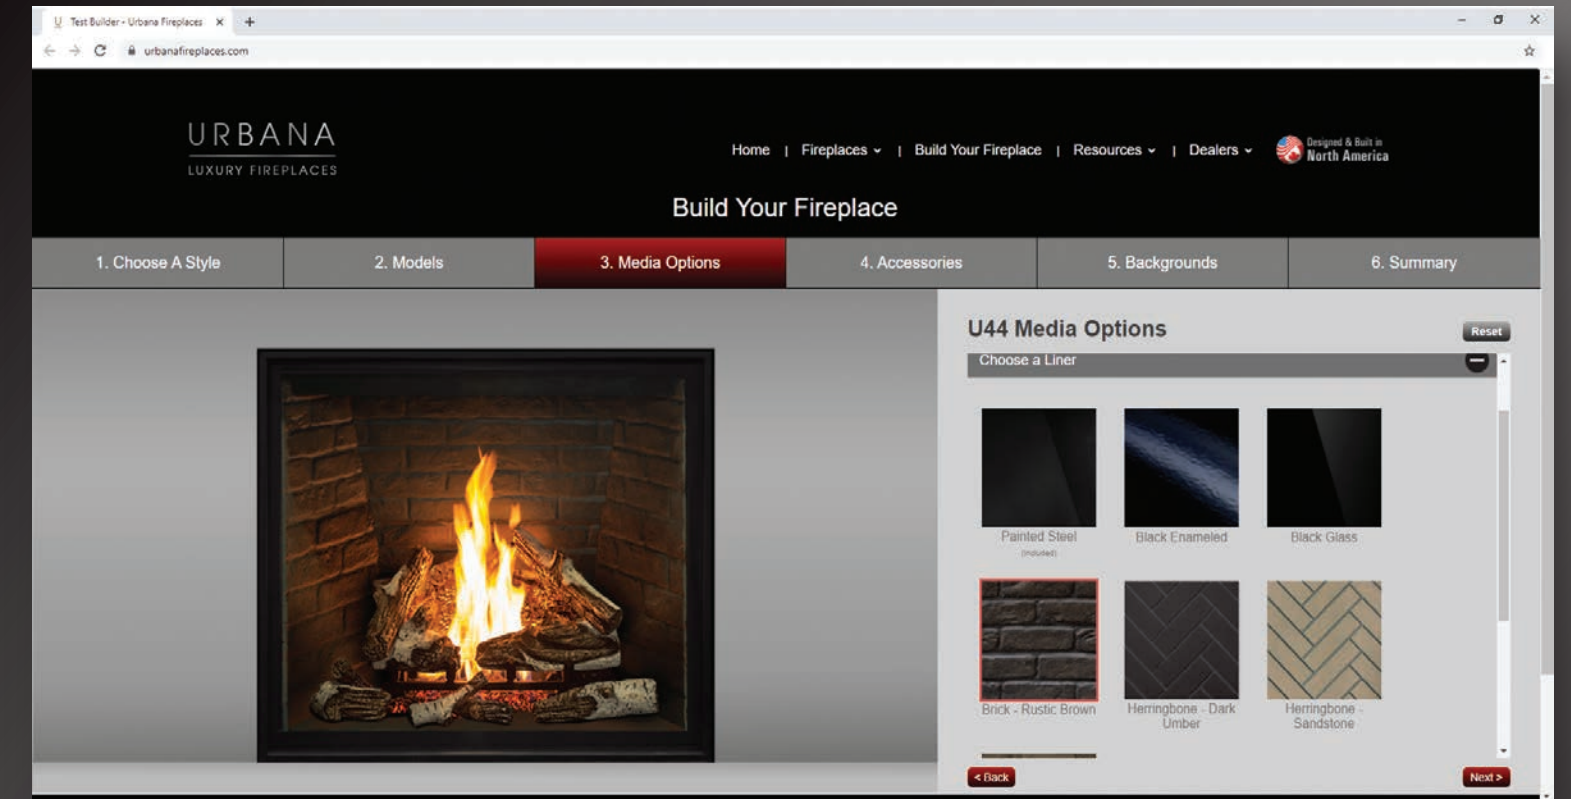 Test Builder - Urbana Fireplaces
urbanafireplaces.com
URBANA
LUXURY FIREPLACES
Home | Fireplaces | Build Your Fireplace | Resources | Dealers
Designed & Built in
North America
Build Your Fireplace
1. Choose A Style
2. Models
3. Media Options
4. Accessories
5. Backgrounds
6. Summary
U44 Media Options
Reset
Choose a Liner
Painted Steel
(included)
Black Enameled
Black Glass
Brick - Rustic Brown
Herringbone - Dark
Umber
Herringbone -
Sandstone
< Back
Next >